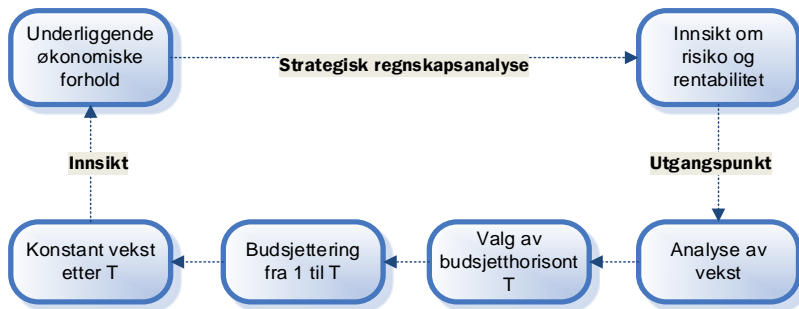 Underliggende
økonomiske
forhold
Strategisk regnskapsanalyse
Innsikt om
risiko og
rentabilitet
Innsikt
Utgangspunkt
Konstant vekst
etter T
Budsjettering
fra 1 til T
Valg av
budsjetthorisont
T
Analyse av
vekst